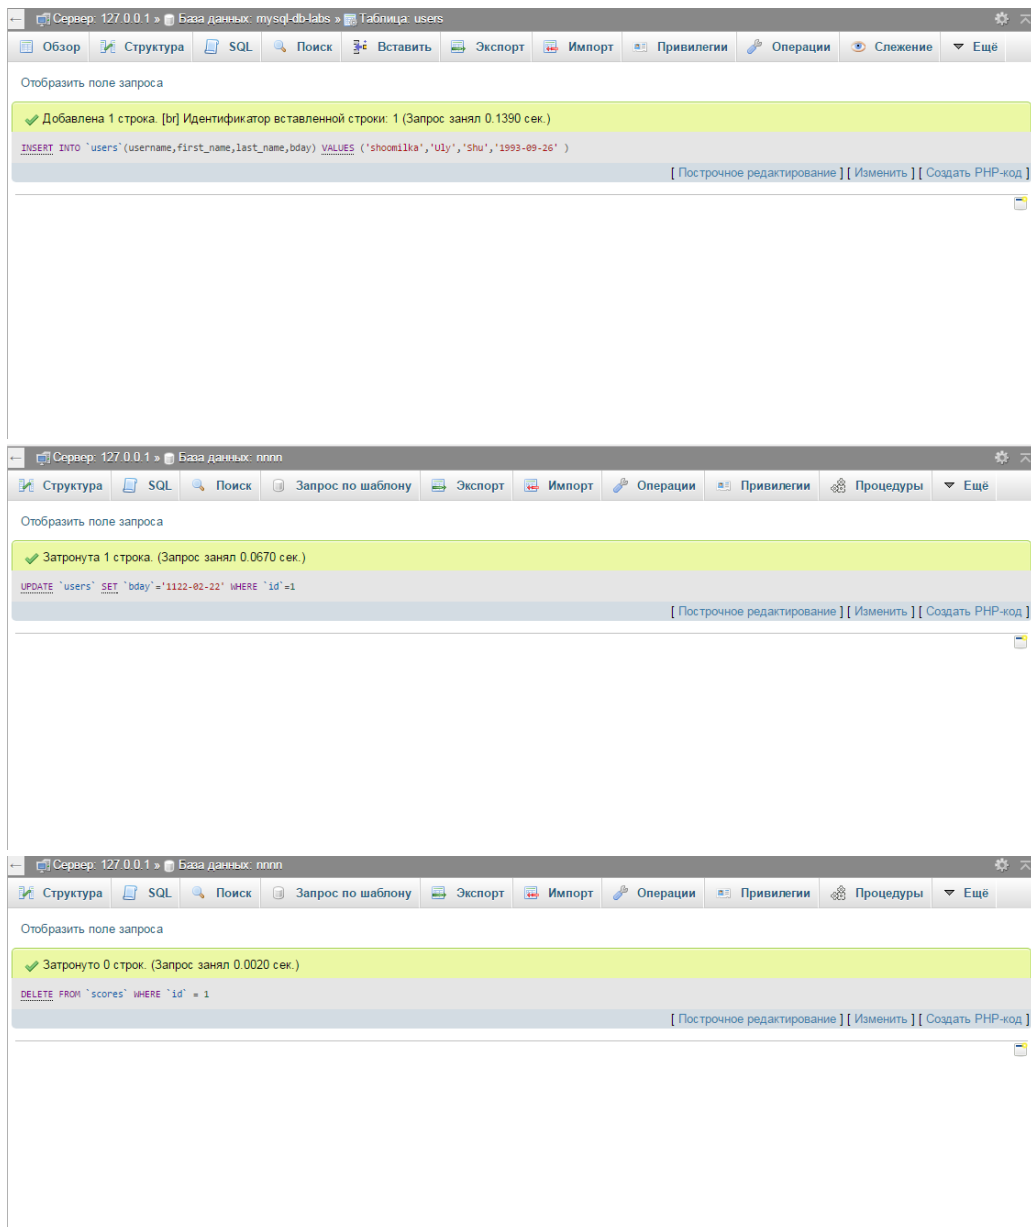 ← Сервер: 127.0.0.1 » База данных: mysql-db-labs » Таблица: users
Обзор Структура SQL Поиск Вставить Экспорт Импорт Привилегии Операции Слежение Ещё
Отобразить поле запроса
Добавлена 1 строка. [br] Идентификатор вставленной строки: 1 (Запрос занял 0.1390 сек.)
INSERT INTO `users`(username,first_name,last_name,bday) VALUES ('shoomilka','Uly','Shu','1993-09-26' )
[ Построчное редактирование ] [ Изменить ] [ Создать PHP-код ]
← Сервер: 127.0.0.1 » База данных: nnnn
Структура SQL Поиск Запрос по шаблону Экспорт Импорт Операции Привилегии Процедуры Ещё
Отобразить поле запроса
Затронута 1 строка. (Запрос занял 0.0670 сек.)
UPDATE `users` SET `bday`='1122-02-22' WHERE `id`=1
[ Построчное редактирование ] [ Изменить ] [ Создать PHP-код ]
← Сервер: 127.0.0.1 » База данных: nnnn
Структура SQL Поиск Запрос по шаблону Экспорт Импорт Операции Привилегии Процедуры Ещё
Отобразить поле запроса
Затронуто 0 строк. (Запрос занял 0.0020 сек.)
DELETE FROM `scores` WHERE `id` = 1
[ Построчное редактирование ] [ Изменить ] [ Создать PHP-код ]